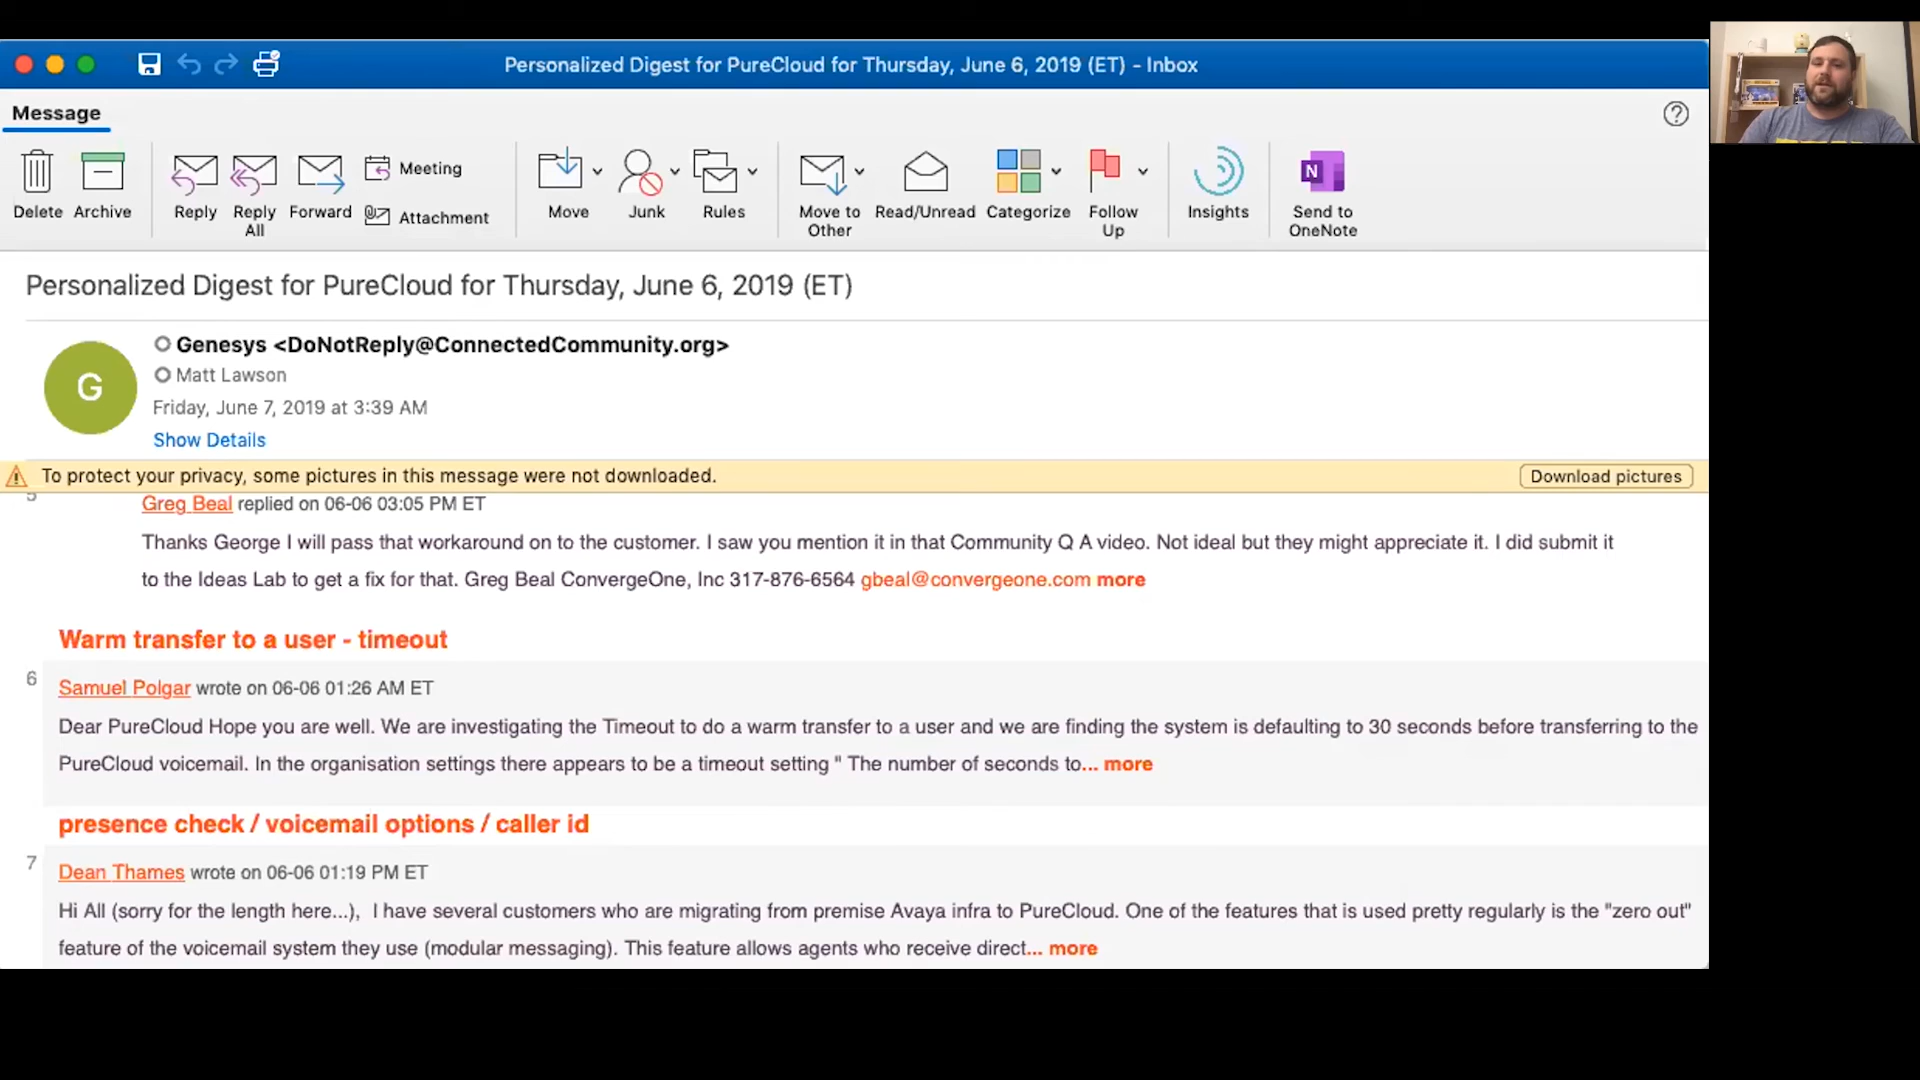 Personalized Digest for PureCloud for Thursday, June 6, 2019 (ET) - Inbox
Message
Delete
Archive
Reply
Reply All
Forward
Meeting
Attachment
Move
Junk
Rules
Move to Other
Read/Unread
Categorize
Follow Up
Insights
N
Send to OneNote
Personalized Digest for PureCloud for Thursday, June 6, 2019 (ET)
G
Genesys <DoNotReply@ConnectedCommunity.org>
Matt Lawson
Friday, June 7, 2019 at 3:39 AM
Show Details
To protect your privacy, some pictures in this message were not downloaded.
Download pictures
5
Greg Beal replied on 06-06 03:05 PM ET
Thanks George I will pass that workaround on to the customer. I saw you mention it in that Community Q A video. Not ideal but they might appreciate it. I did submit it
to the Ideas Lab to get a fix for that. Greg Beal ConvergeOne, Inc 317-876-6564 gbeal@convergeone.com more
Warm transfer to a user - timeout
6
Samuel Polgar wrote on 06-06 01:26 AM ET
Dear PureCloud Hope you are well. We are investigating the Timeout to do a warm transfer to a user and we are finding the system is defaulting to 30 seconds before transferring to the
PureCloud voicemail. In the organisation settings there appears to be a timeout setting " The number of seconds to... more
presence check / voicemail options / caller id
7
Dean Thames wrote on 06-06 01:19 PM ET
Hi All (sorry for the length here...), I have several customers who are migrating from premise Avaya infra to PureCloud. One of the features that is used pretty regularly is the "zero out"
feature of the voicemail system they use (modular messaging). This feature allows agents who receive direct... more